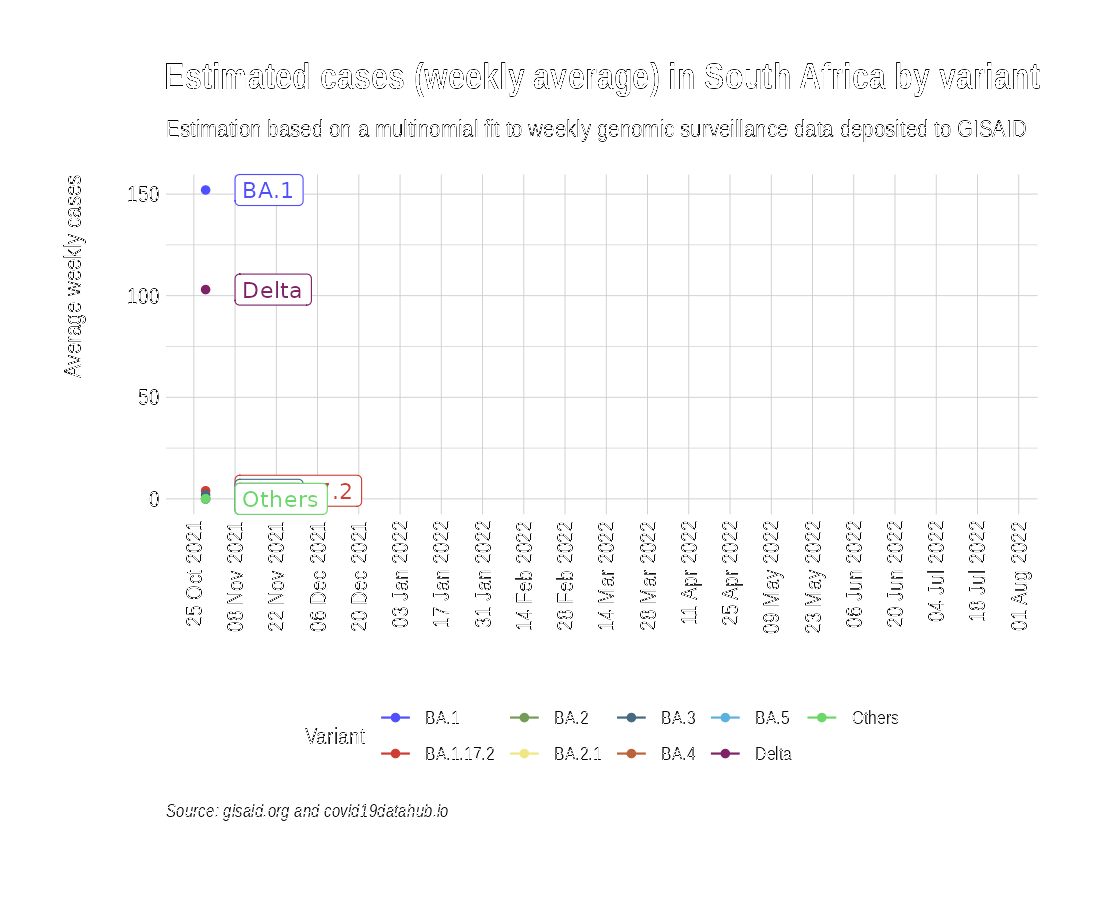 Estimated cases (weekly average) in South Africa by variant
Estimation based on a multinomial fit to weekly genomic surveillance data deposited to GISAID
Average weekly cases
150
100
50
0
BA.1
Delta
.2
Others
25 Oct 2021
08 Nov 2021
22 Nov 2021
06 Dec 2021
20 Dec 2021
03 Jan 2022
17 Jan 2022
31 Jan 2022
14 Feb 2022
28 Feb 2022
14 Mar 2022
28 Mar 2022
11 Apr 2022
25 Apr 2022
09 May 2022
23 May 2022
06 Jun 2022
20 Jun 2022
04 Jul 2022
18 Jul 2022
01 Aug 2022
Variant
BA.1 BA.2 BA.3 BA.5 Others
BA.1.17.2 BA.2.1 BA.4 Delta
Source: gisaid.org and covid19datahub.io